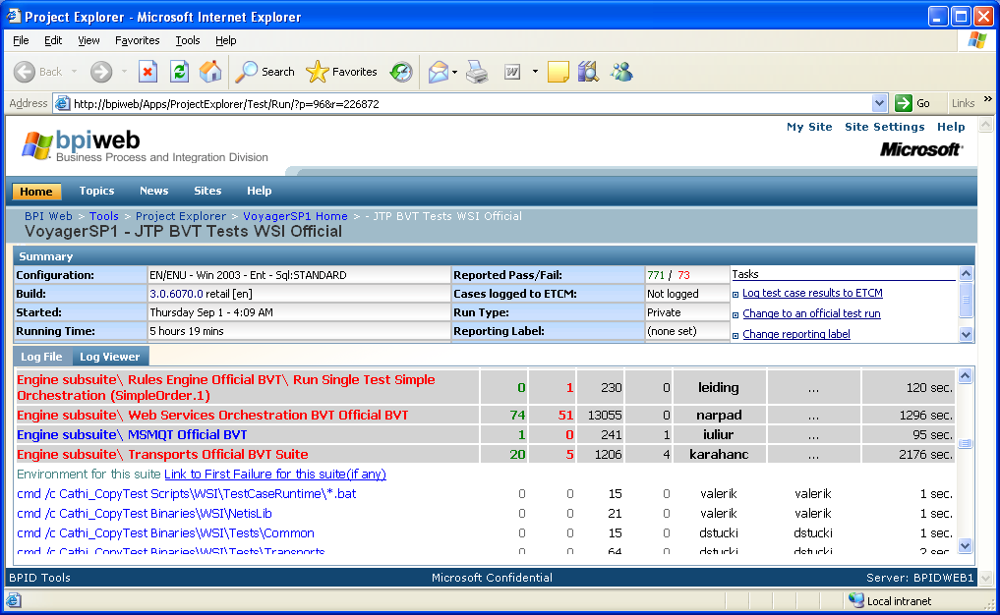 Project Explorer - Microsoft Internet Explorer
File Edit View Favorites Tools Help
Back Search Favorites
Address http://bpiweb/Apps/ProjectExplorer/Test/Run/?p=96&r=226872 Go Links »
My Site Site Settings Help
bpiweb
Business Process and Integration Division
Microsoft
Home Topics News Sites Help
BPI Web > Tools > Project Explorer > VoyagerSP1 Home > - JTP BVT Tests WSI Official
VoyagerSP1 - JTP BVT Tests WSI Official
Summary
Configuration: EN/ENU - Win 2003 - Ent - Sql:STANDARD Reported Pass/Fail: 771 / 73 Tasks
Build: 3.0.6070.0 retail [en] Cases logged to ETCM: Not logged Log test case results to ETCM
Started: Thursday Sep 1 - 4:09 AM Run Type: Private Change to an official test run
Running Time: 5 hours 19 mins Reporting Label: (none set) Change reporting label
Log File Log Viewer
Engine subsuite\ Rules Engine Official BVT\ Run Single Test Simple
Orchestration (SimpleOrder.1) 0 1 230 0 leiding ... 120 sec.
Engine subsuite\ Web Services Orchestration BVT Official BVT 74 51 13055 0 narpad ... 1296 sec.
Engine subsuite\ MSMQT Official BVT 1 0 241 1 iuliur ... 95 sec.
Engine subsuite\ Transports Official BVT Suite 20 5 1206 4 karahanc ... 2176 sec.
Environment for this suite Link to First Failure for this suite(if any)
cmd /c Cathi_CopyTest Scripts\WSI\TestCaseRuntime\*.bat 0 0 15 0 valerik valerik 1 sec.
cmd /c Cathi_CopyTest Binaries\WSI\NetisLib 0 0 21 0 valerik valerik 1 sec.
cmd /c Cathi_CopyTest Binaries\WSI\Tests\Common 0 0 15 0 dstucki dstucki 1 sec.
cmd /c Cathi_CopyTest Binaries\WSI\Tests\Transports 0 0 64 0 dstucki dstucki 2 sec.
BPID Tools Microsoft Confidential Server: BPIDWEB1
Local intranet